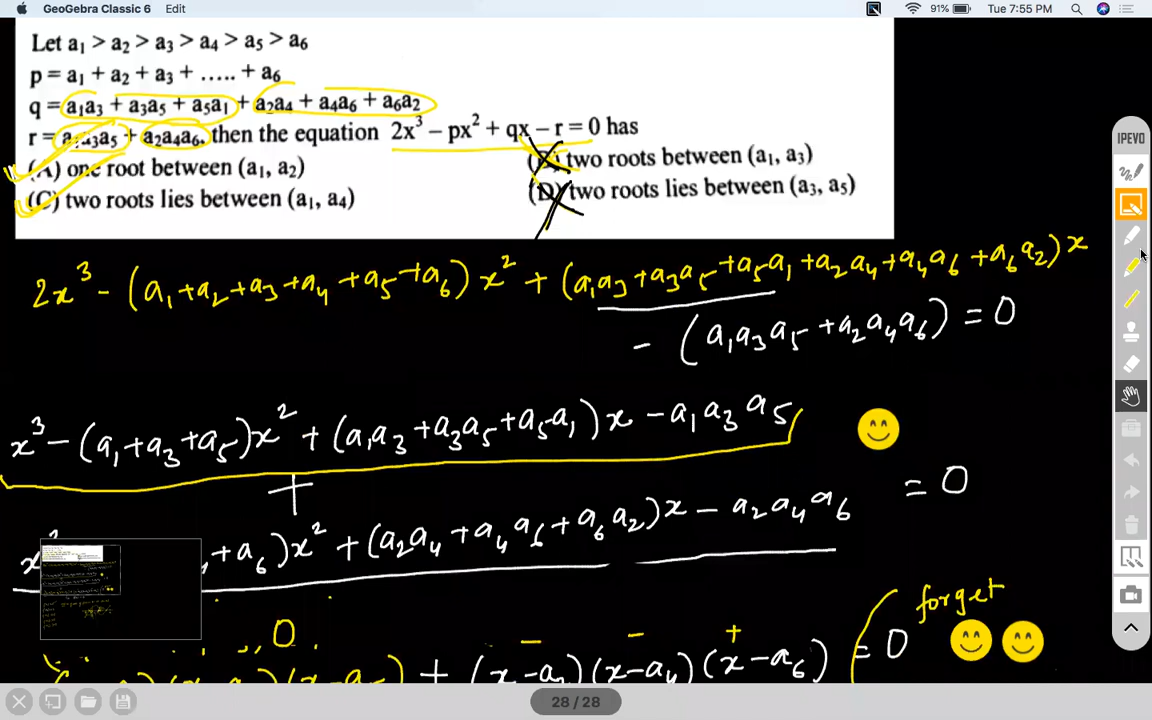 GeoGebra Classic 6 Edit 91% Tue 7:55 PM
Let a₁ > a₂ > a₃ > a₄ > a₅ > a₆
p = a₁ + a₂ + a₃ + ..... + a₆
q = a₁a₃ + a₃a₅ + a₅a₁ + a₂a₄ + a₄a₆ + a₆a₂
r = a₁a₃a₅ + a₂a₄a₆, then the equation 2x³ − px² + qx − r = 0 has
(A) one root between (a₁, a₂)
(B) two roots between (a₁, a₃)
(C) two roots lies between (a₁, a₄)
(D) two roots lies between (a₃, a₅)
IPEVO
2x³ − (a₁ + a₂ + a₃ + a₄ + a₅ + a₆) x² + (a₁a₃ + a₃a₅ + a₅a₁ + a₂a₄ + a₄a₆ + a₆a₂) x
− (a₁a₃a₅ + a₂a₄a₆) = 0
x³ − (a₁ + a₃ + a₅)x² + (a₁a₃ + a₃a₅ + a₅a₁)x − a₁a₃a₅
+
= 0
+ a₆)x² + (a₂a₄ + a₄a₆ + a₆a₂)x − a₂a₄a₆
forget
0 − − +
+ (x−a₂)(x−a₄)(x−a₆) = 0
28 / 28